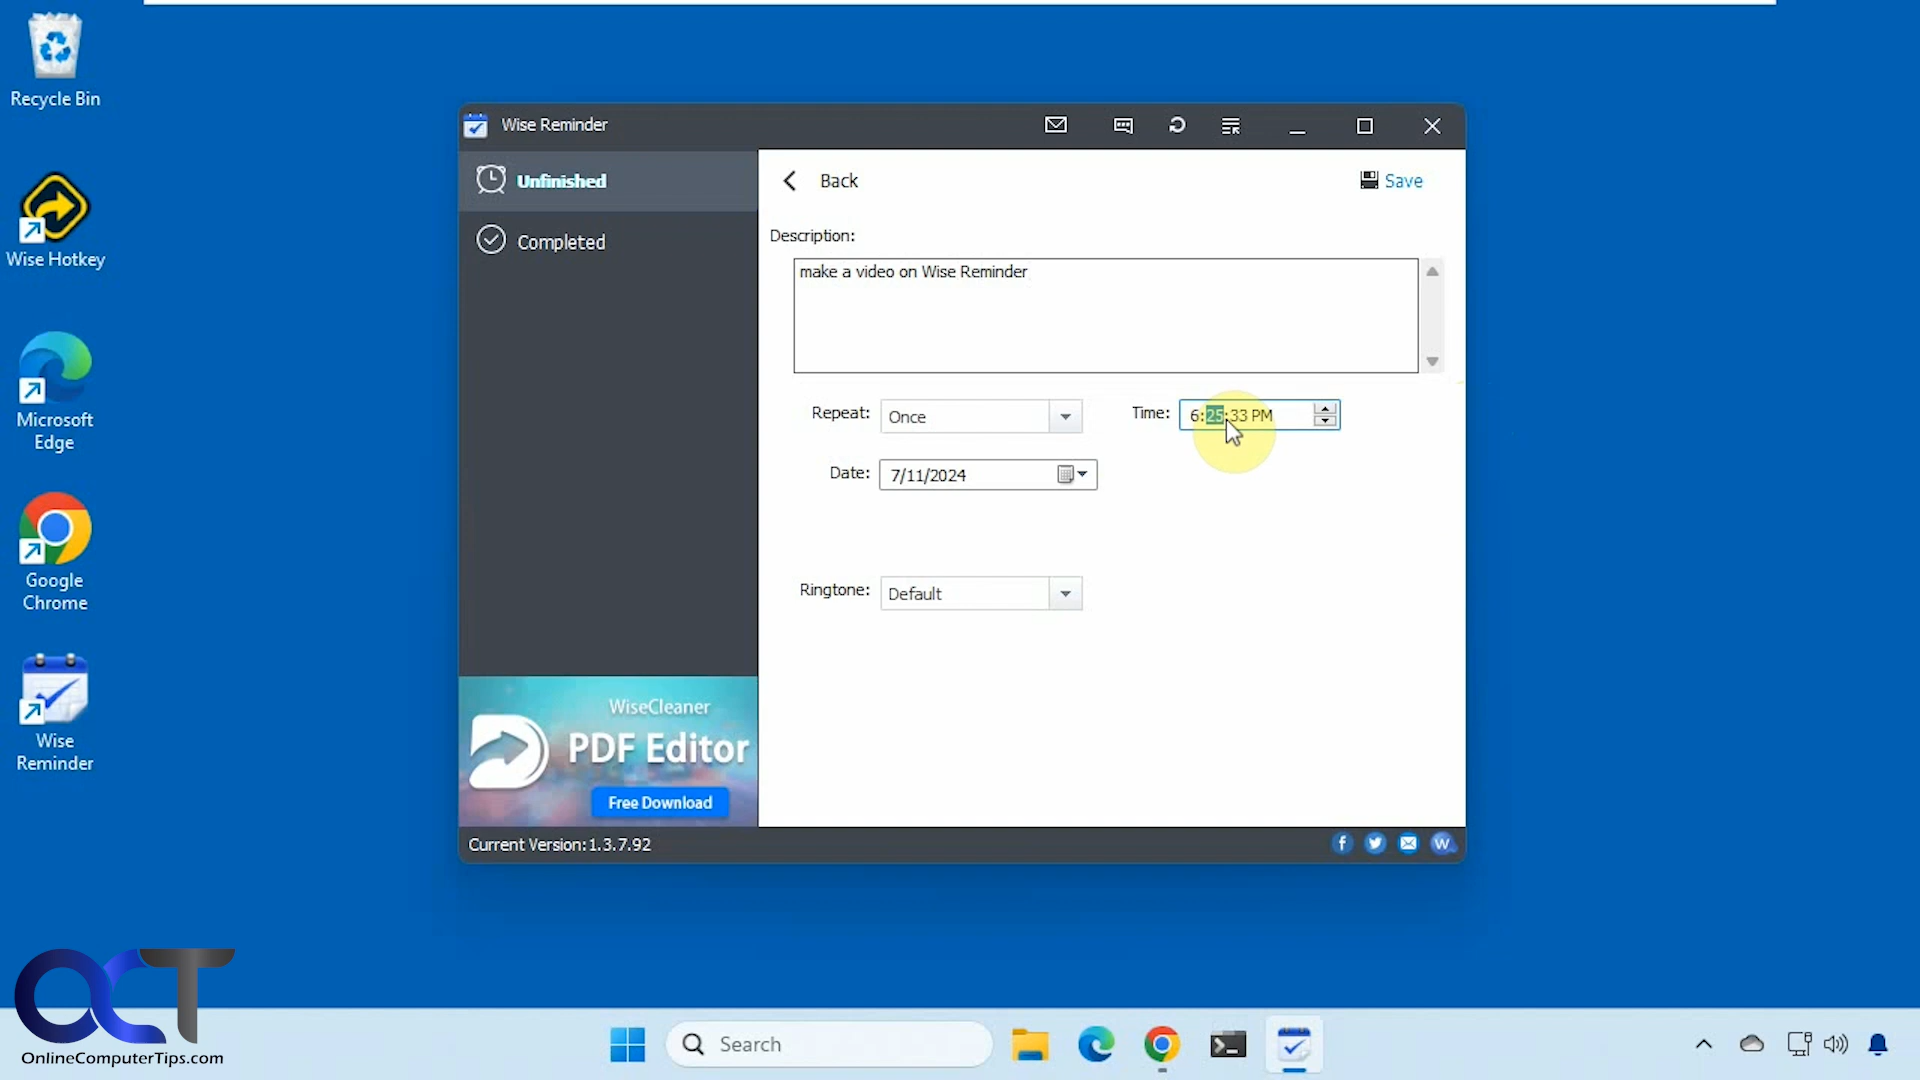 Recycle Bin
Wise Hotkey
Microsoft
Edge
Google
Chrome
Wise
Reminder
Wise Reminder
Unfinished
Completed
Back
Save
Description:
make a video on Wise Reminder
Repeat:
Once
Time:
6:25:33 PM
Date:
7/11/2024
Ringtone:
Default
WiseCleaner
PDF Editor
Free Download
Current Version:1.3.7.92
OCT
OnlineComputerTips.com
Search